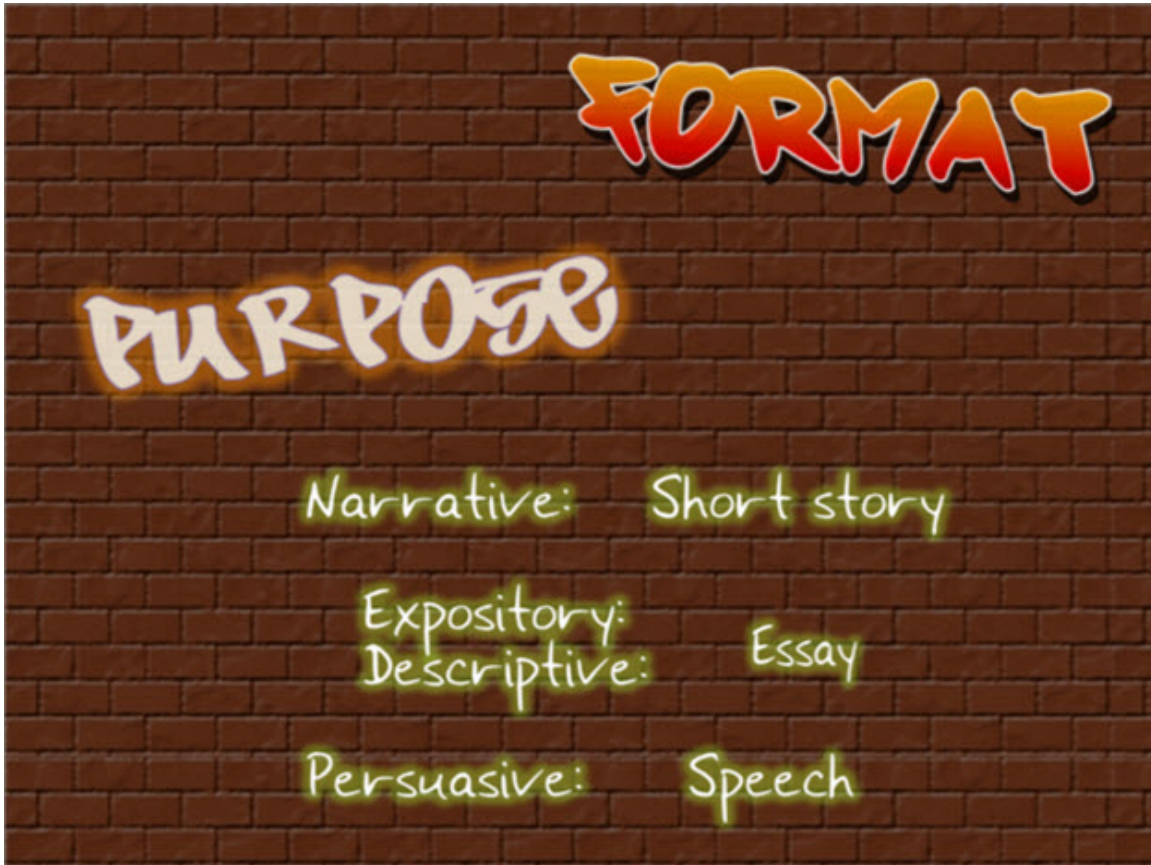 FORMAT
PURPOSE
Narrative: Short story
Expository:
Descriptive: Essay
Persuasive: Speech